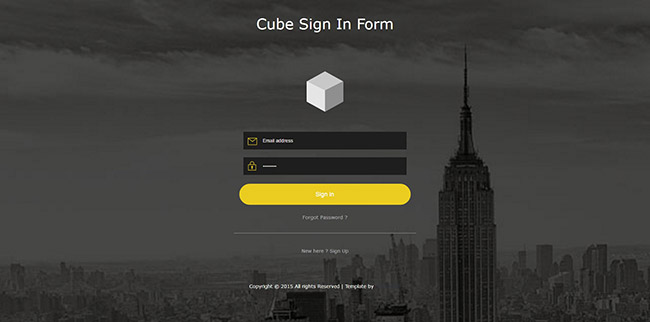 Cube Sign In Form
Email address
Sign in
Forgot Password ?
New here ? Sign Up
Copyright © 2015.All rights Reserved | Template by